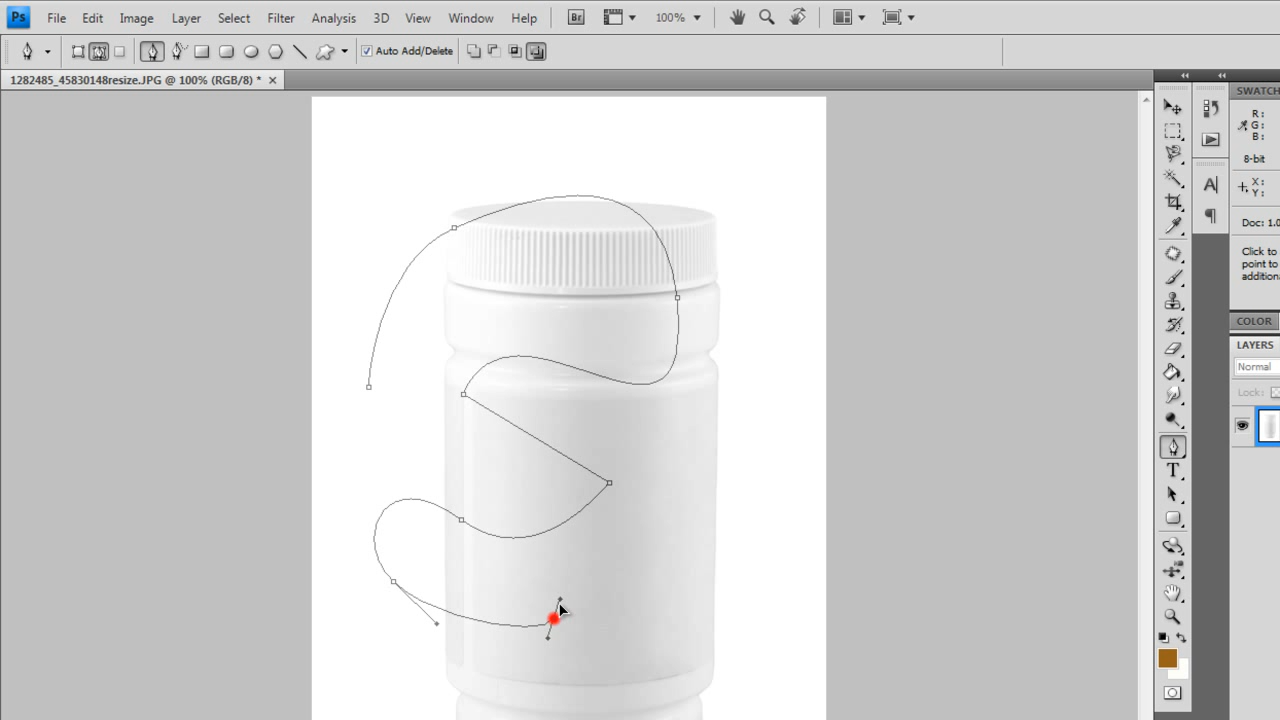 Ps File Edit Image Layer Select Filter Analysis 3D View Window Help Br 100%
Auto Add/Delete
1282485_45830148resize.JPG @ 100% (RGB/8) * ×
SWATCH
R:
G:
B:
8-bit
X:
Y:
Doc: 1.0
Click to
point to
additiona
COLOR
LAYERS
Normal
Lock:
A
T